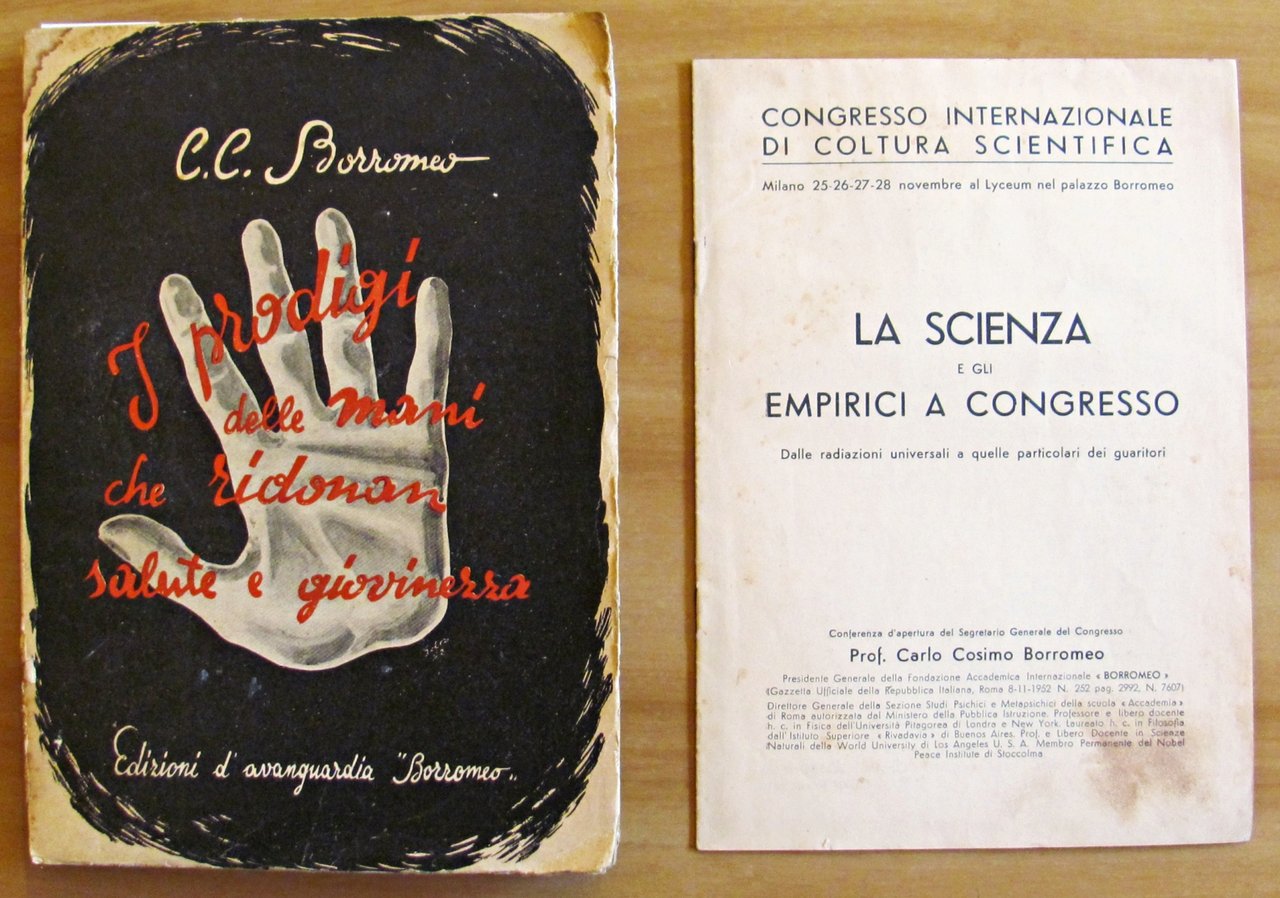 C.C. Borromeo
I prodigi
delle mani
che ridonan
salute e giovinezza
Edizioni d'avanguardia "Borromeo"
CONGRESSO INTERNAZIONALE
DI COLTURA SCIENTIFICA
Milano 25-26-27-28 novembre al Lyceum nel palazzo Borromeo
LA SCIENZA
E GLI
EMPIRICI A CONGRESSO
Dalle radiazioni universali a quelle particolari dei guaritori
Conferenza d'apertura del Segretario Generale del Congresso
Prof. Carlo Cosimo Borromeo
Presidente Generale della Fondazione Accademica Internazionale « BORROMEO »
(Gazzetta Ufficiale della Repubblica Italiana, Roma 8-11-1952 N. 252 pag. 2992, N. 7607)
Direttore Generale della Sezione Studi Psichici e Metapsichici della scuola « Accademia »
di Roma autorizzata dal Ministero della Pubblica Istruzione. Professore e libero docente
h. c. in Fisica dell'Università Pitagorea di Londra e New York. Laureato h. c. in Filosofia
dall'Istituto Superiore « Rivadavia » di Buenos Aires. Prof. e Libero Docente in Scienze
Naturali della World University di Los Angeles U. S. A. Membro Permanente del Nobel
Peace Institute di Stoccolma